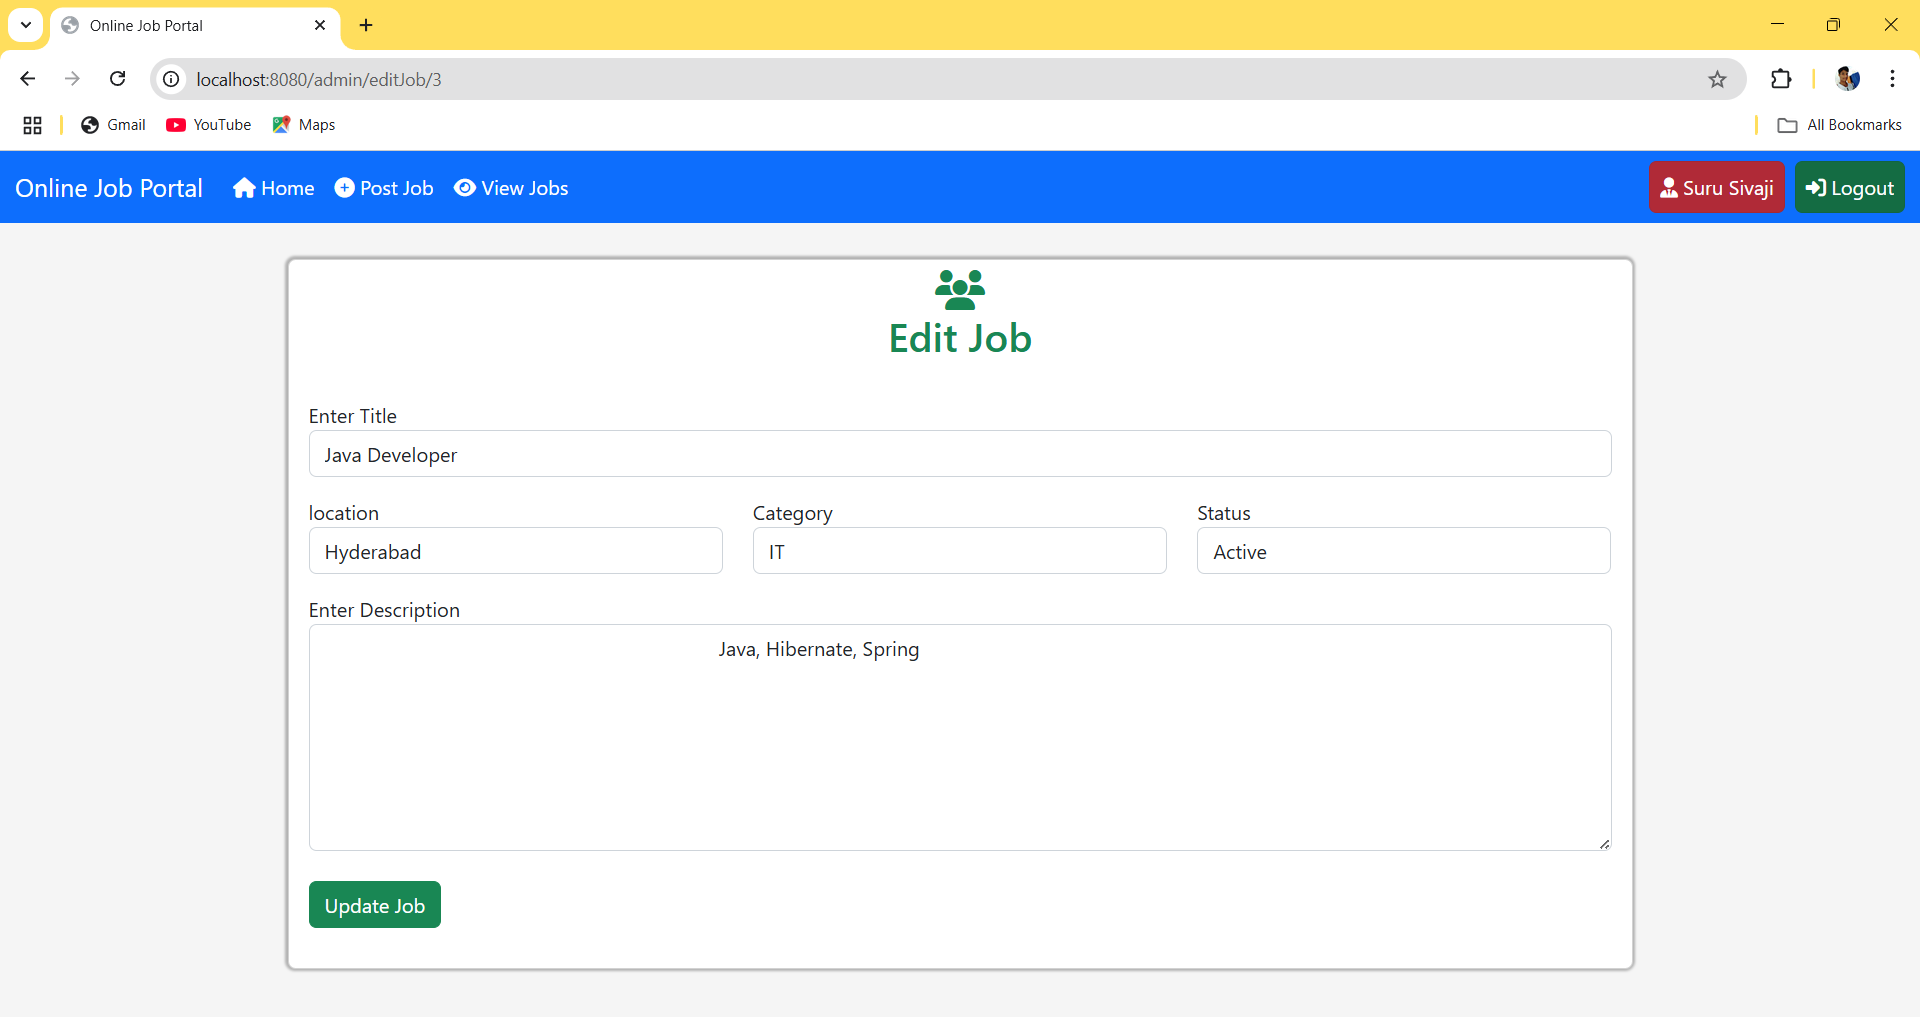 Online Job Portal
localhost:8080/admin/editJob/3
Gmail YouTube Maps All Bookmarks
Online Job Portal Home Post Job View Jobs Suru Sivaji Logout
Edit Job
Enter Title
Java Developer
location Category Status
Hyderabad IT Active
Enter Description
Java, Hibernate, Spring
Update Job